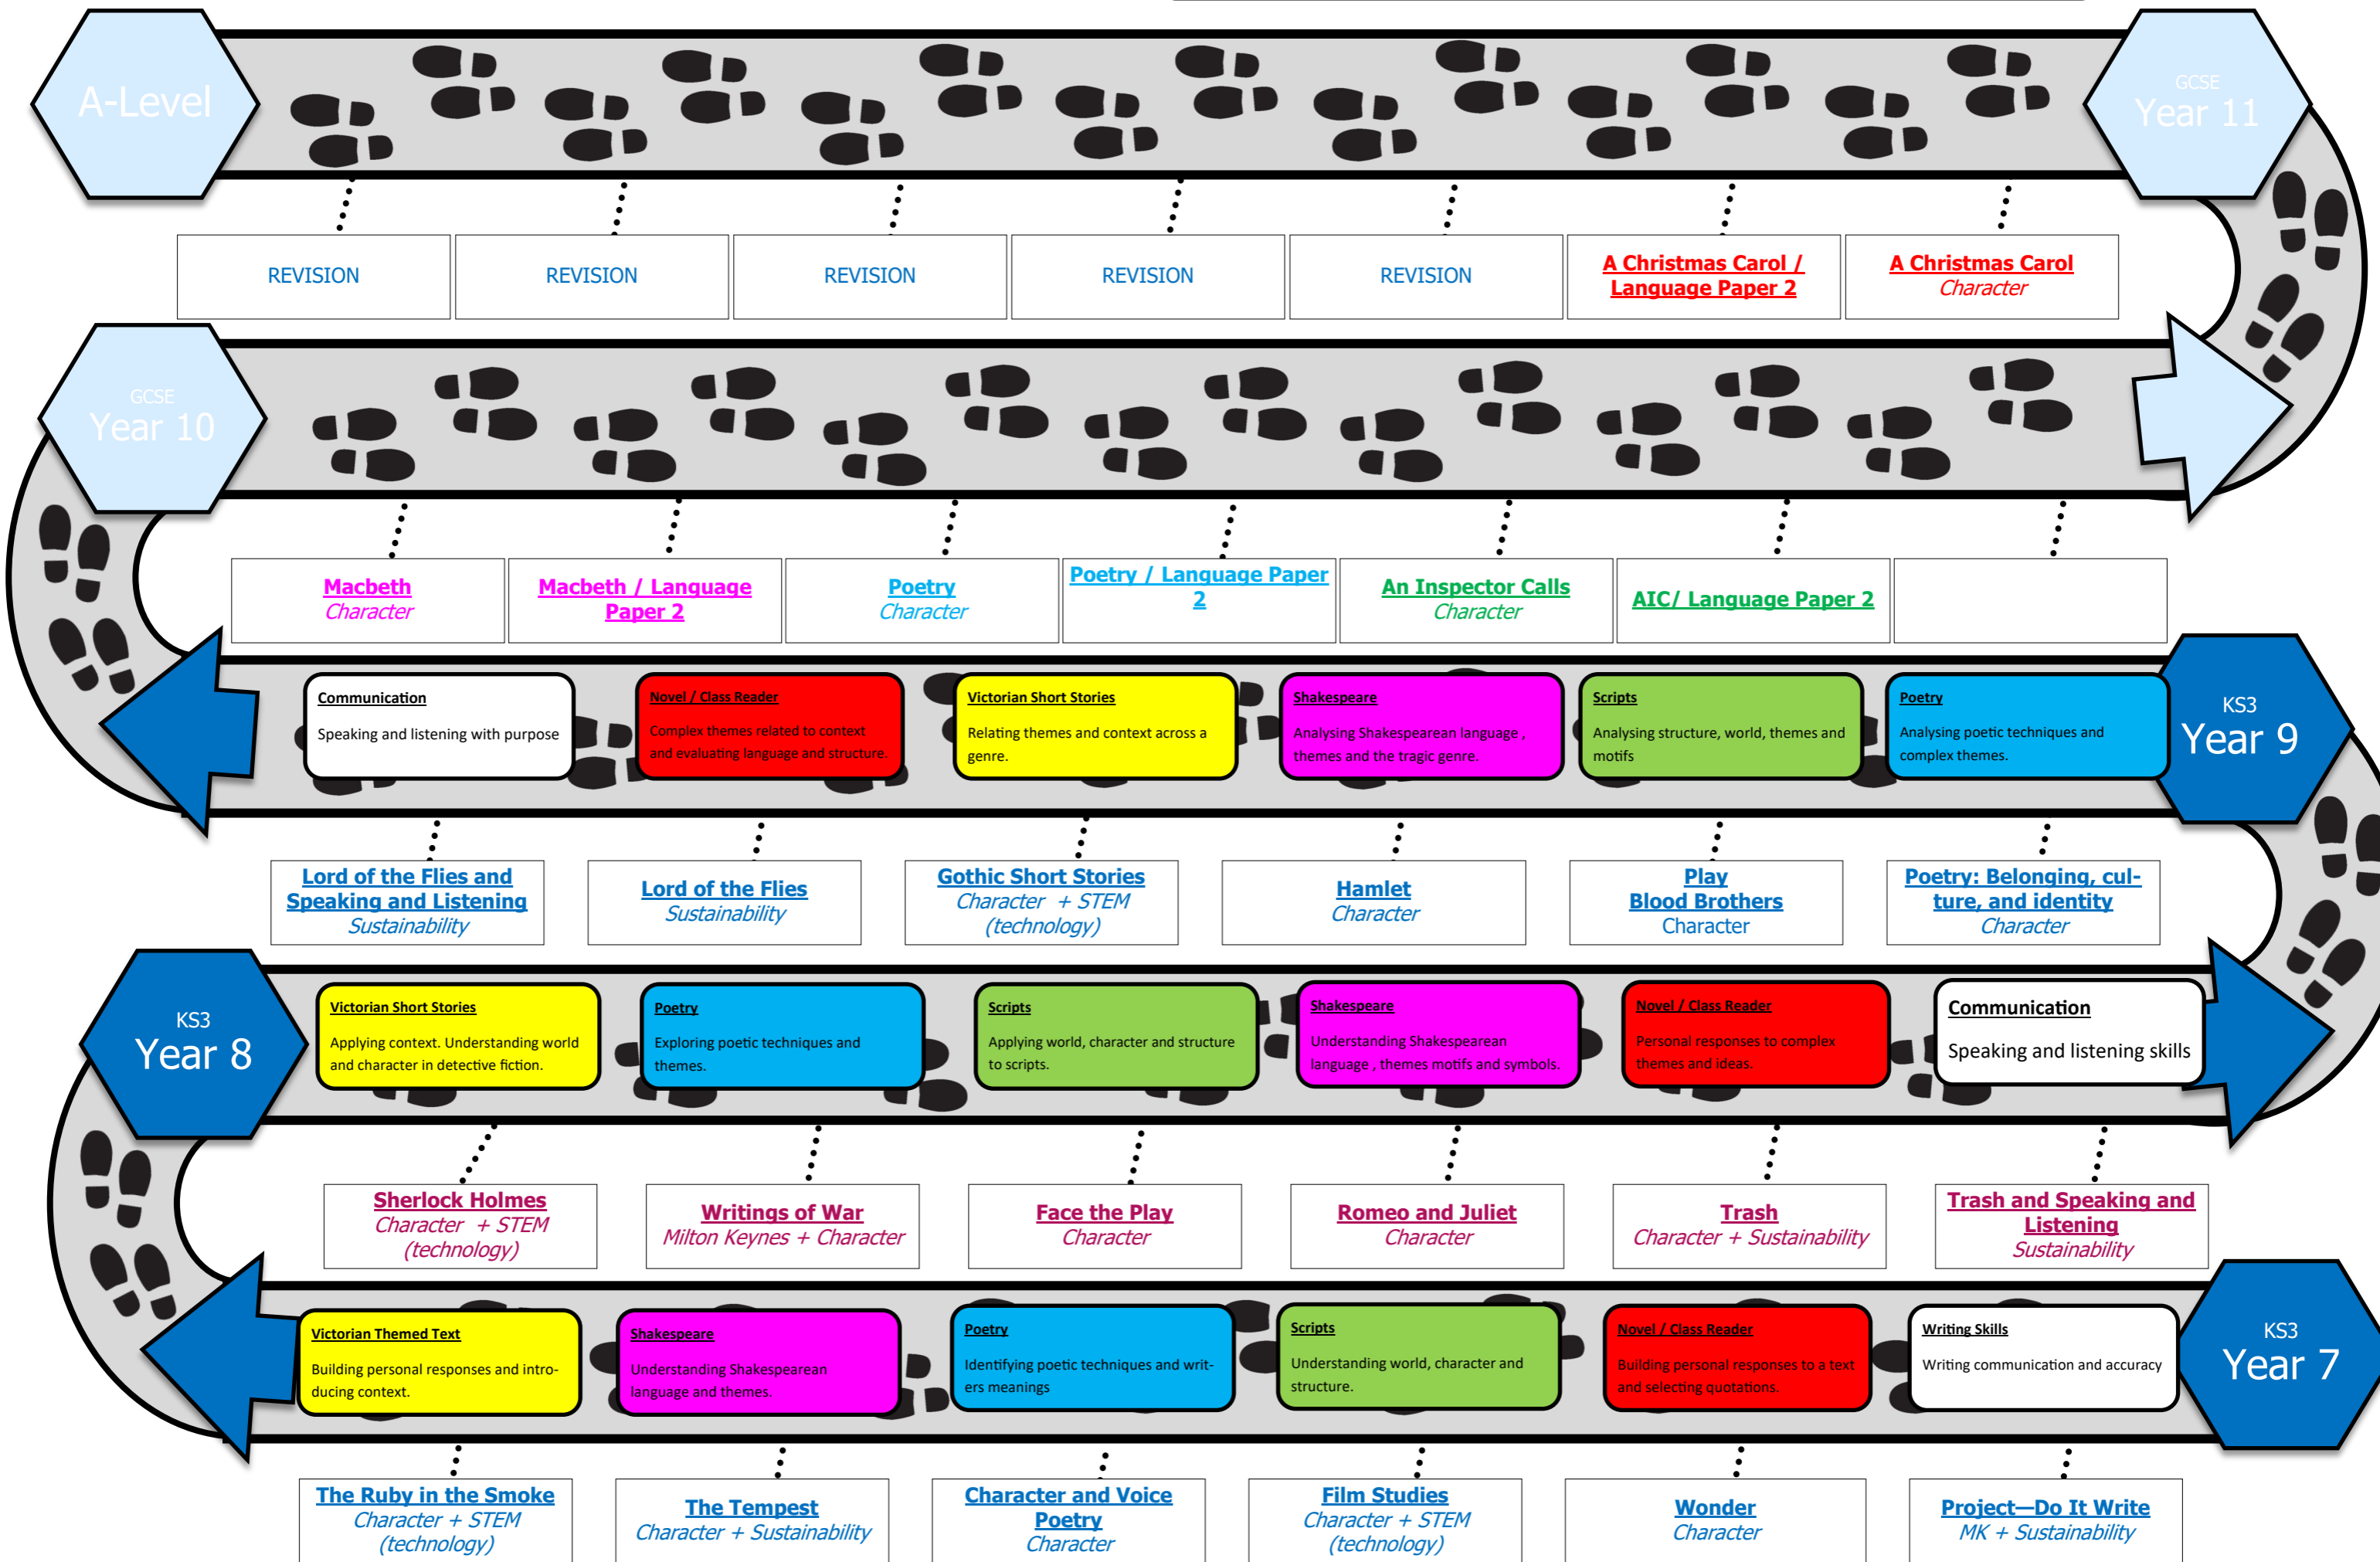 A-Level
GCSE
Year 11
REVISION
REVISION
REVISION
REVISION
REVISION
A Christmas Carol /
Language Paper 2
A Christmas Carol
Character
GCSE
Year 10
Macbeth
Character
Macbeth / Language
Paper 2
Poetry
Character
Poetry / Language Paper
2
An Inspector Calls
Character
AIC/ Language Paper 2
Communication
Speaking and listening with purpose
Novel / Class Reader
Complex themes related to context
and evaluating language and structure.
Victorian Short Stories
Relating themes and context across a
genre.
Shakespeare
Analysing Shakespearean language ,
themes and the tragic genre.
Scripts
Analysing structure, world, themes and
motifs
Poetry
Analysing poetic techniques and
complex themes.
KS3
Year 9
Lord of the Flies and
Speaking and Listening
Sustainability
Lord of the Flies
Sustainability
Gothic Short Stories
Character + STEM
(technology)
Hamlet
Character
Play
Blood Brothers
Character
Poetry: Belonging, cul-
ture, and identity
Character
KS3
Year 8
Victorian Short Stories
Applying context. Understanding world
and character in detective fiction.
Poetry
Exploring poetic techniques and
themes.
Scripts
Applying world, character and structure
to scripts.
Shakespeare
Understanding Shakespearean
language , themes motifs and symbols.
Novel / Class Reader
Personal responses to complex
themes and ideas.
Communication
Speaking and listening skills
Sherlock Holmes
Character + STEM
(technology)
Writings of War
Milton Keynes + Character
Face the Play
Character
Romeo and Juliet
Character
Trash
Character + Sustainability
Trash and Speaking and
Listening
Sustainability
Victorian Themed Text
Building personal responses and intro-
ducing context.
Shakespeare
Understanding Shakespearean
language and themes.
Poetry
Identifying poetic techniques and writ-
ers meanings
Scripts
Understanding world, character and
structure.
Novel / Class Reader
Building personal responses to a text
and selecting quotations.
Writing Skills
Writing communication and accuracy
KS3
Year 7
The Ruby in the Smoke
Character + STEM
(technology)
The Tempest
Character + Sustainability
Character and Voice
Poetry
Character
Film Studies
Character + STEM
(technology)
Wonder
Character
Project—Do It Write
MK + Sustainability